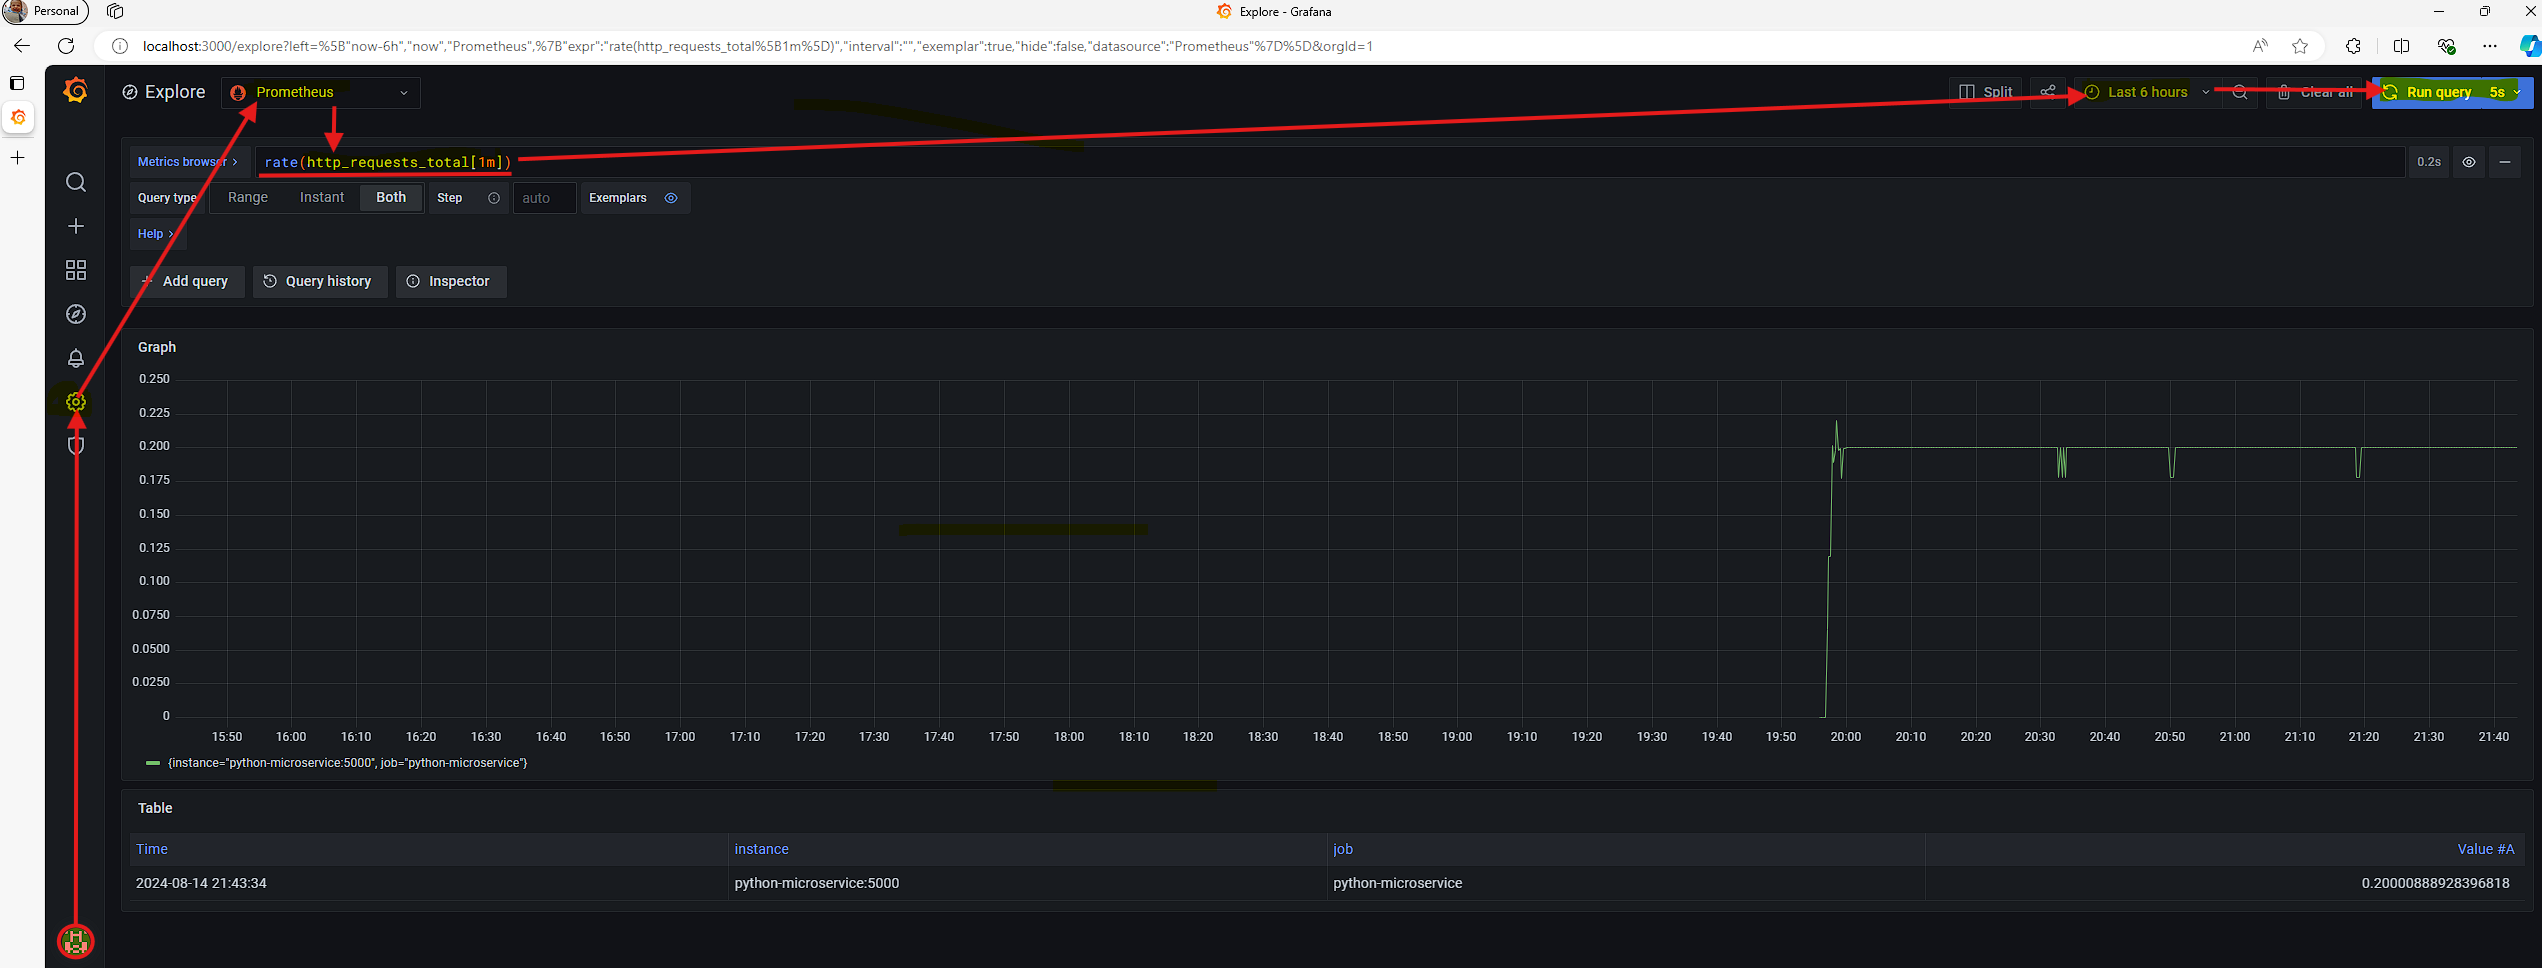 Personal
Explore - Grafana
localhost:3000/explore?left=%5B"now-6h","now","Prometheus",%7B"expr":"rate(http_requests_total%5B1m%5D)","interval":"","exemplar":true,"hide":false,"datasource":"Prometheus"%7D%5D&orgId=1
Explore Prometheus Split Last 6 hours Clear all Run query 5s
Metrics browser > rate(http_requests_total[1m]) 0.2s
Query type Range Instant Both Step auto Exemplars
Help >
+ Add query Query history Inspector
Graph
0.250
0.225
0.200
0.175
0.150
0.125
0.100
0.0750
0.0500
0.0250
0
15:50 16:00 16:10 16:20 16:30 16:40 16:50 17:00 17:10 17:20 17:30 17:40 17:50 18:00 18:10 18:20 18:30 18:40 18:50 19:00 19:10 19:20 19:30 19:40 19:50 20:00 20:10 20:20 20:30 20:40 20:50 21:00 21:10 21:20 21:30 21:40
{instance="python-microservice:5000", job="python-microservice"}
Table
Time instance job Value #A
2024-08-14 21:43:34 python-microservice:5000 python-microservice 0.20000888928396818